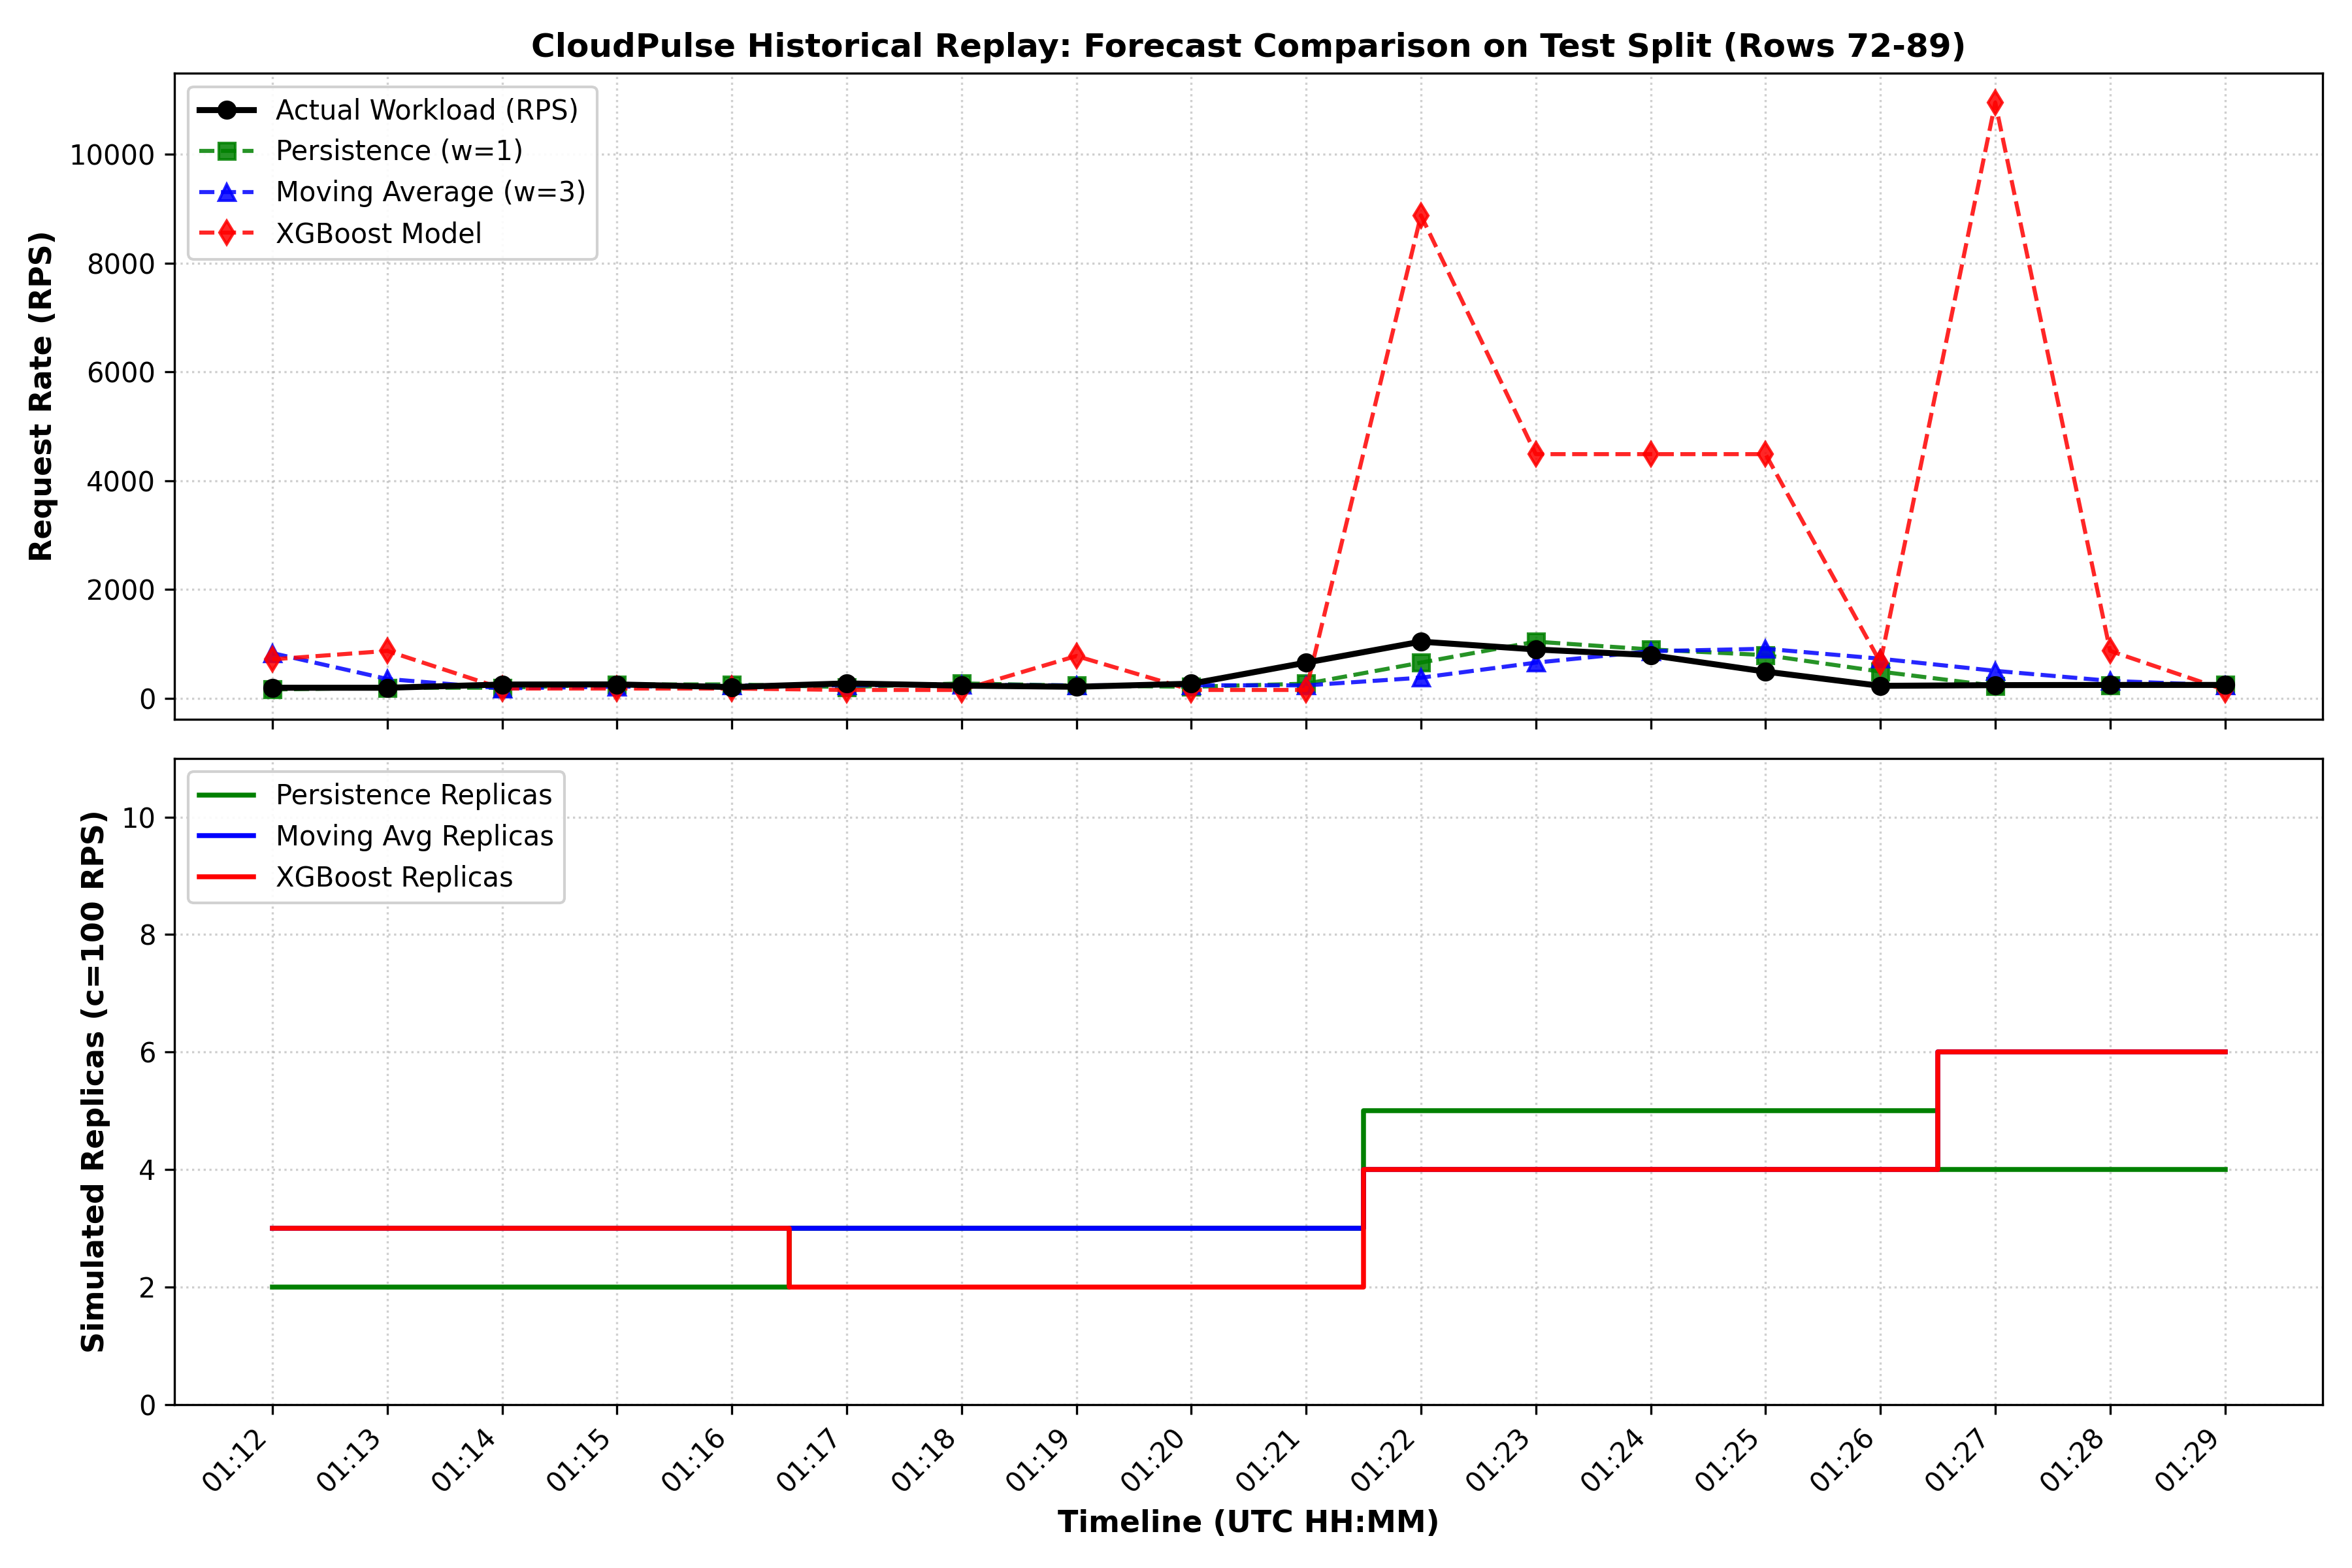 CloudPulse Historical Replay: Forecast Comparison on Test Split (Rows 72-89)
Actual Workload (RPS)
Persistence (w=1)
Moving Average (w=3)
XGBoost Model
Request Rate (RPS)
10000
8000
6000
4000
2000
0
Persistence Replicas
Moving Avg Replicas
XGBoost Replicas
Simulated Replicas (c=100 RPS)
10
8
6
4
2
0
01:12
01:13
01:14
01:15
01:16
01:17
01:18
01:19
01:20
01:21
01:22
01:23
01:24
01:25
01:26
01:27
01:28
01:29
Timeline (UTC HH:MM)